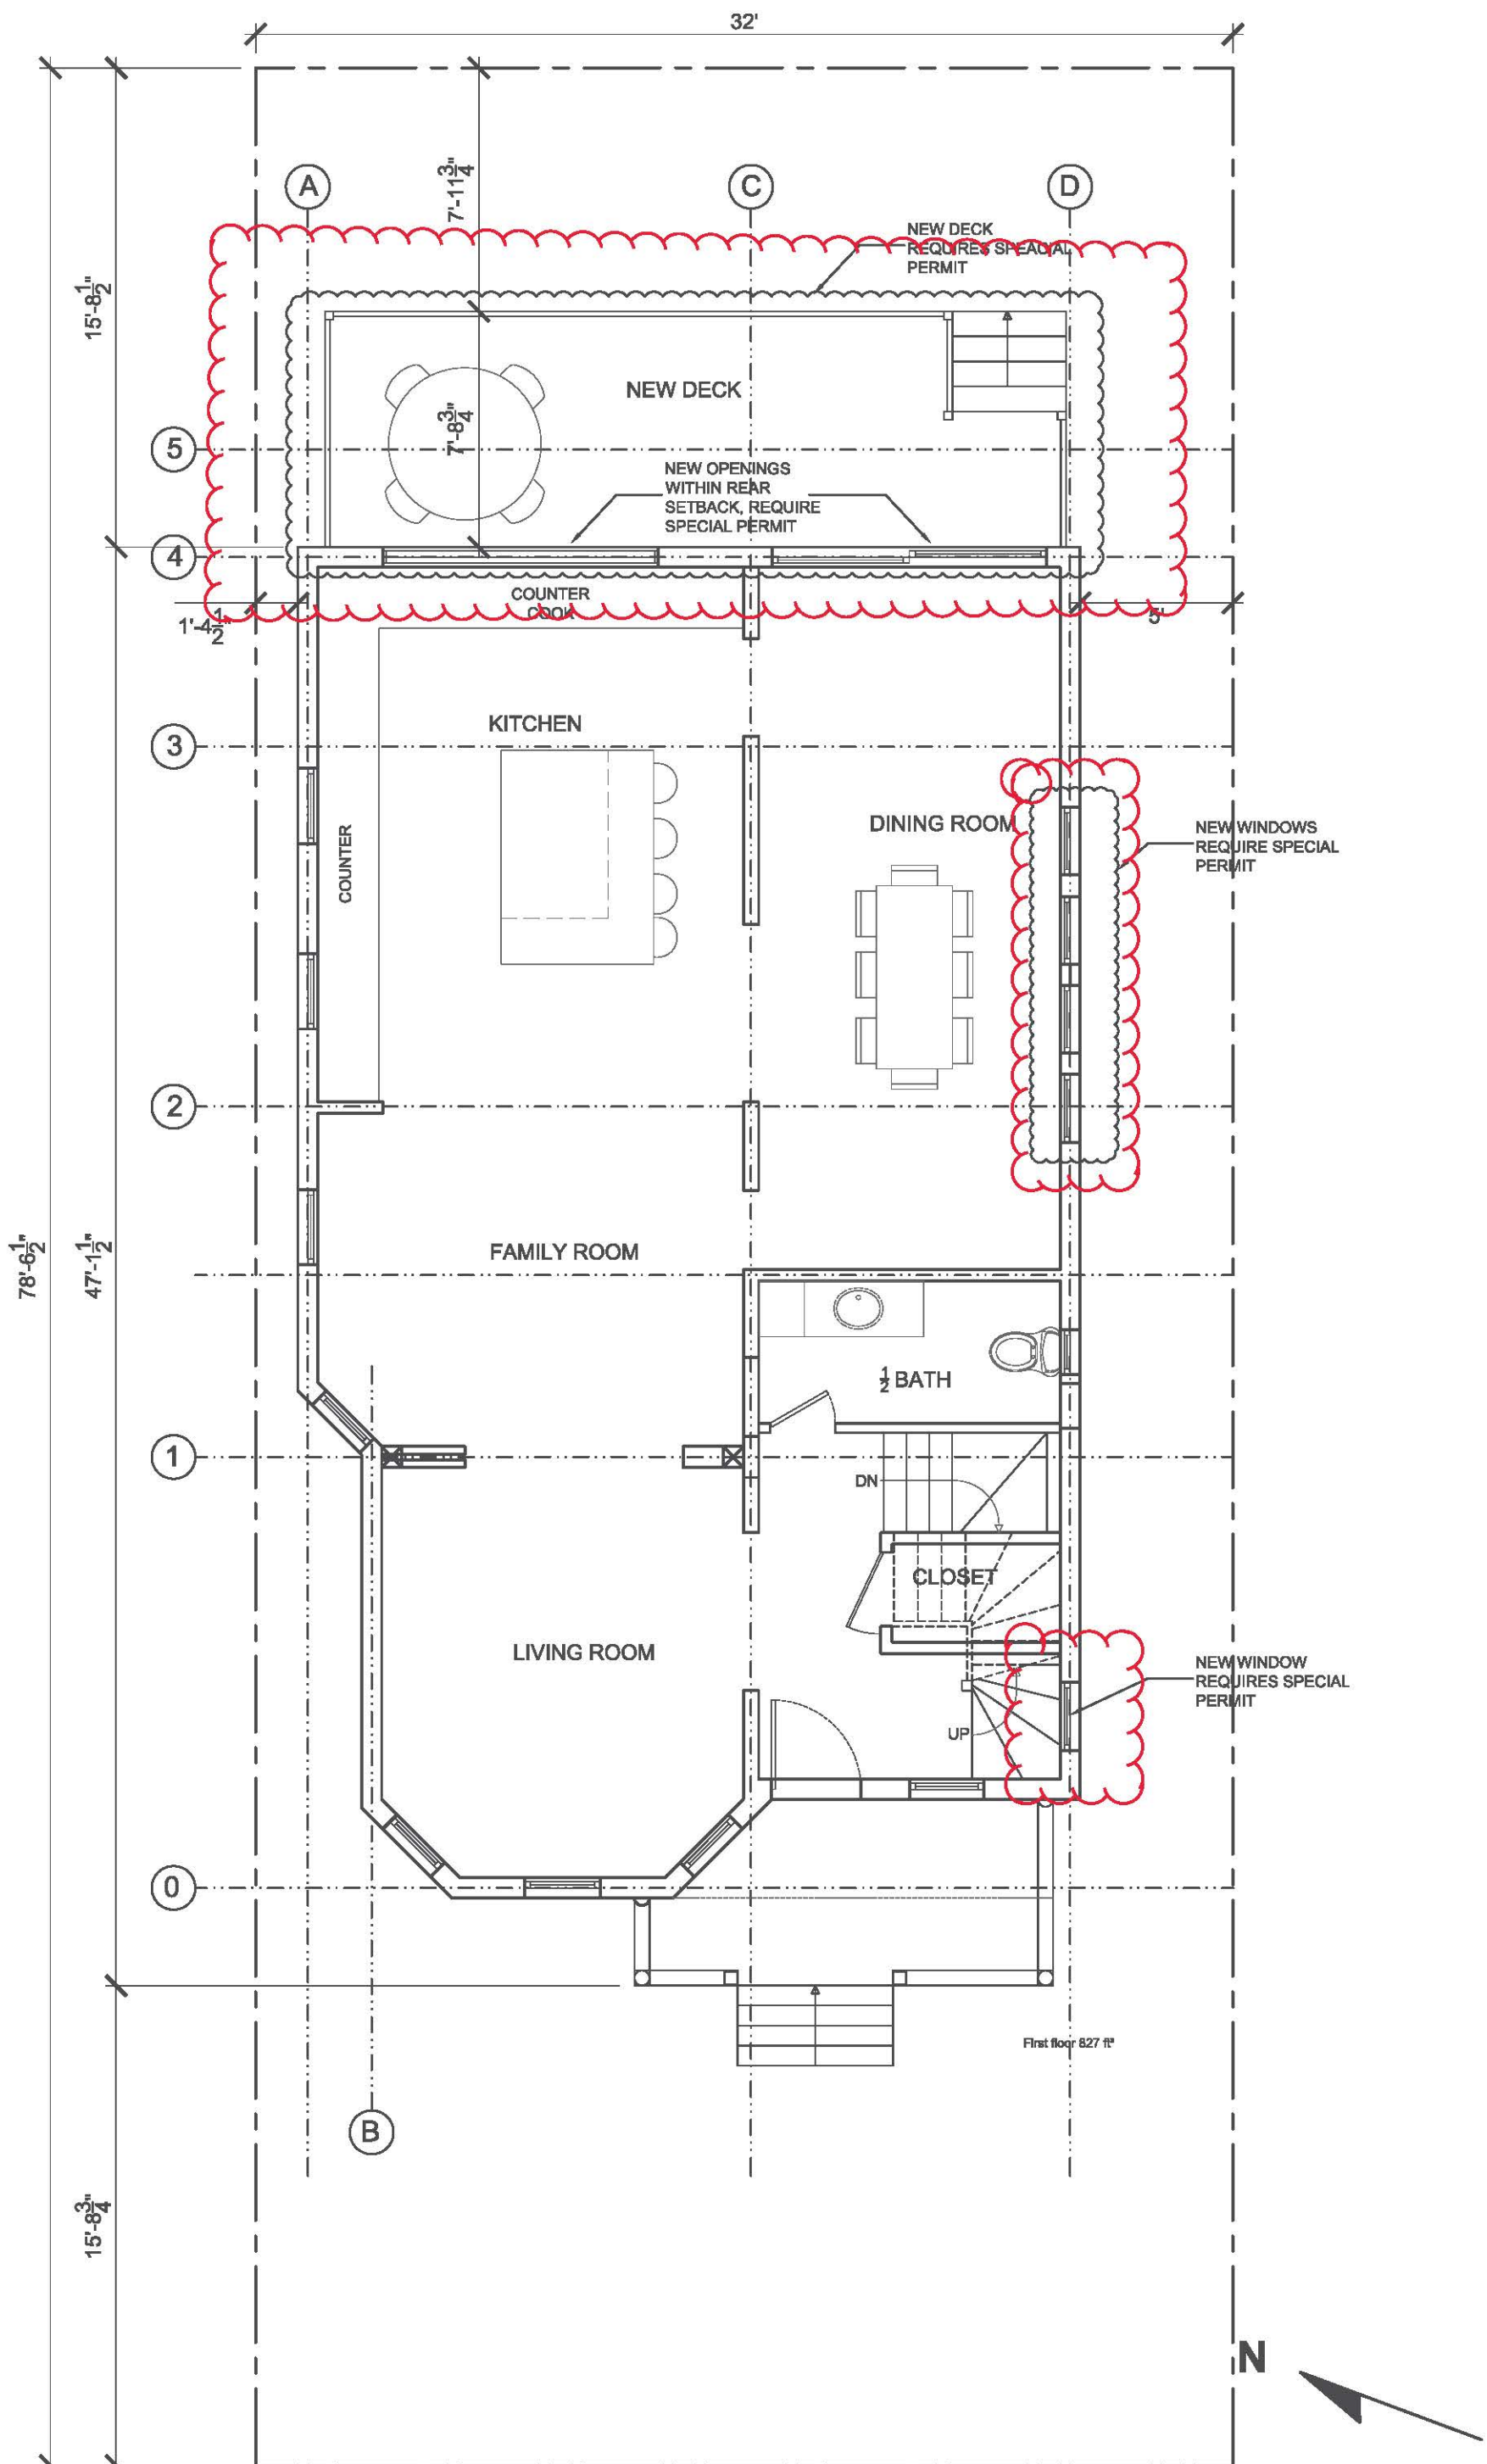 32'
7'-11 3/4"
A
C
D
NEW DECK
REQUIRES SPEACIAL
PERMIT
15'-8 1/2"
NEW DECK
7'-8 3/4"
5
NEW OPENINGS
WITHIN REAR
SETBACK, REQUIRE
SPECIAL PERMIT
4
COUNTER
COOK
1'-4 1/2"
5'
KITCHEN
3
DINING ROOM
NEW WINDOWS
REQUIRE SPECIAL
PERMIT
COUNTER
2
78'-6 1/2"
47'-1 1/2"
FAMILY ROOM
1/2 BATH
1
DN
CLOSET
LIVING ROOM
NEW WINDOW
REQUIRES SPECIAL
PERMIT
UP
0
First floor 827 ft²
B
15'-8 3/4"
N